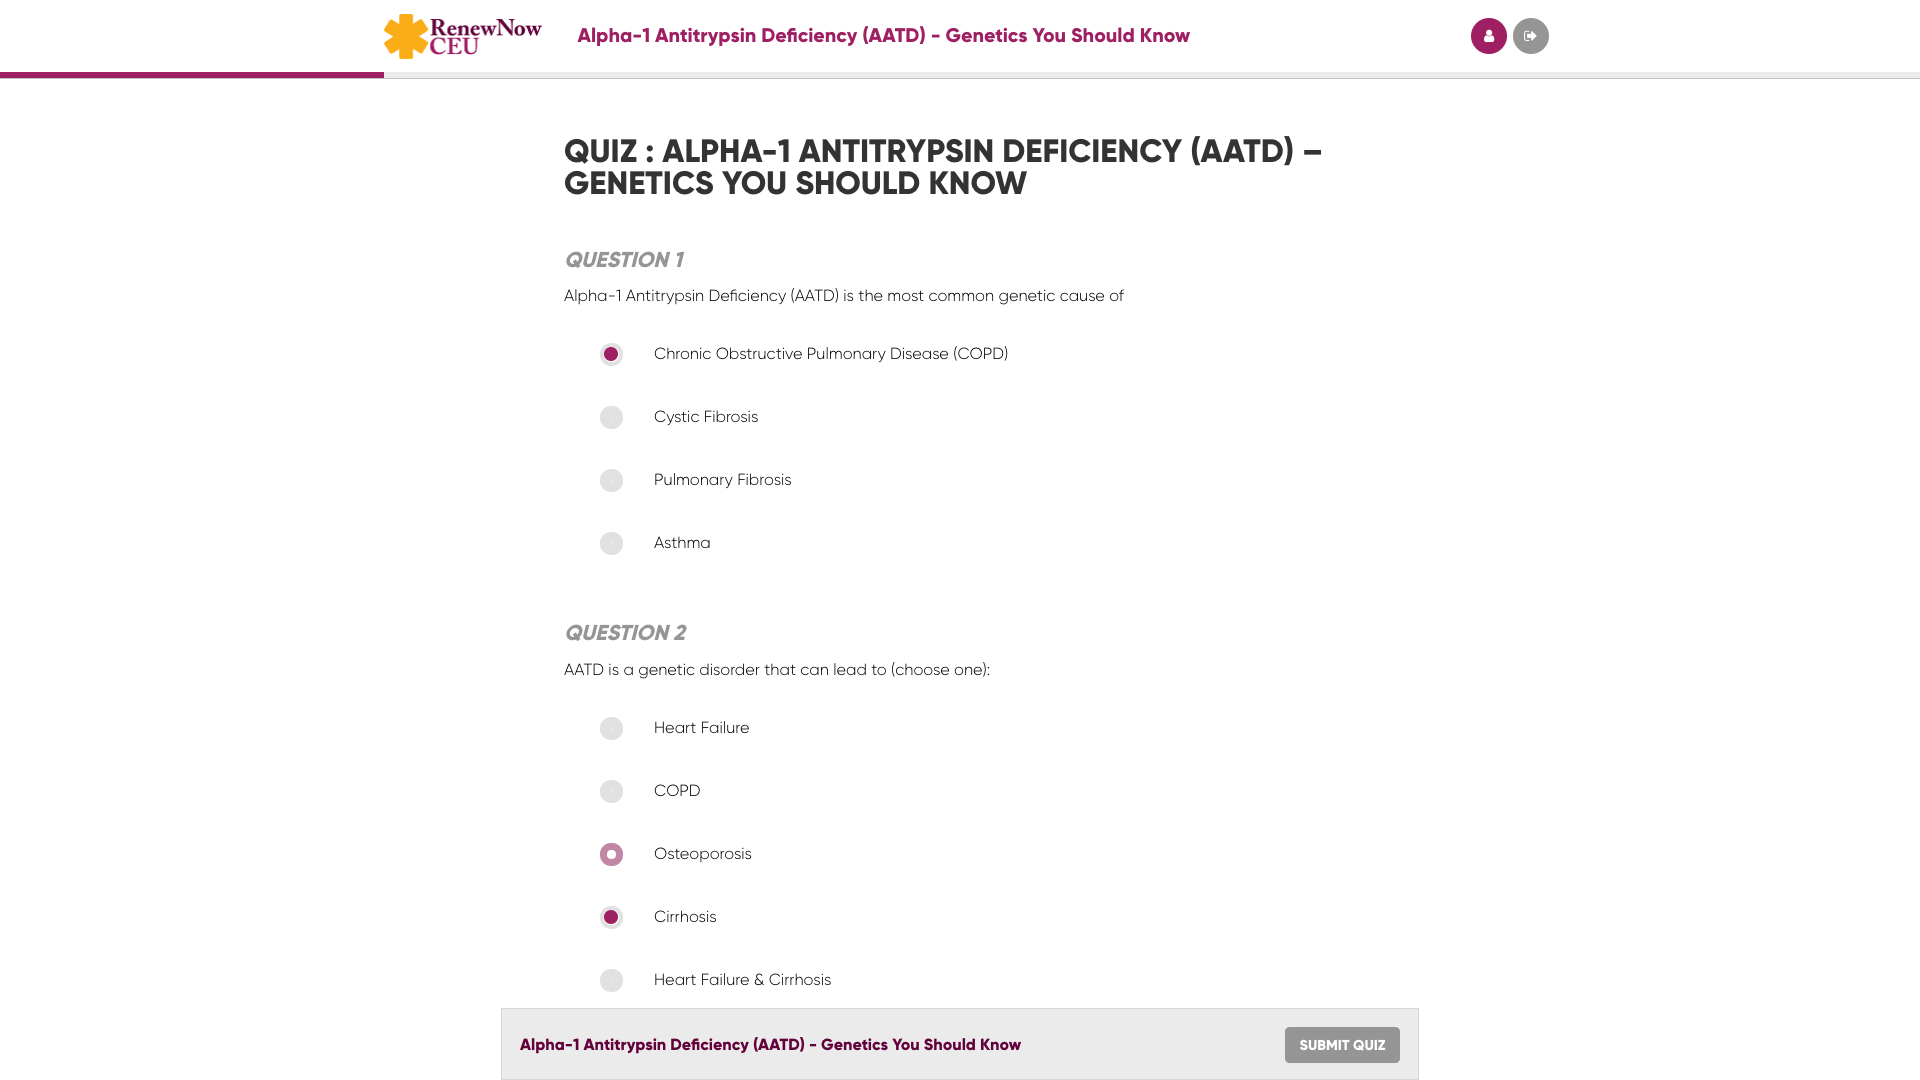 RenewNow
CEU
Alpha-1 Antitrypsin Deficiency (AATD) - Genetics You Should Know
QUIZ : ALPHA-1 ANTITRYPSIN DEFICIENCY (AATD) –
GENETICS YOU SHOULD KNOW
QUESTION 1
Alpha-1 Antitrypsin Deficiency (AATD) is the most common genetic cause of
Chronic Obstructive Pulmonary Disease (COPD)
Cystic Fibrosis
Pulmonary Fibrosis
Asthma
QUESTION 2
AATD is a genetic disorder that can lead to (choose one):
Heart Failure
COPD
Osteoporosis
Cirrhosis
Heart Failure & Cirrhosis
Alpha-1 Antitrypsin Deficiency (AATD) - Genetics You Should Know
SUBMIT QUIZ